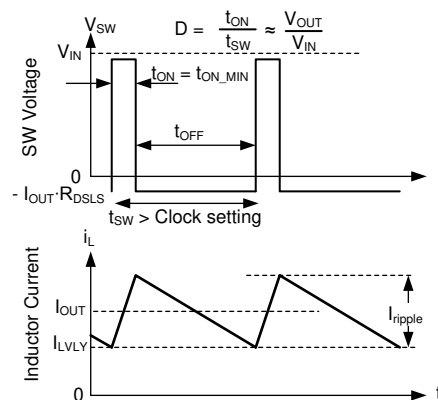 V_SW
D = t_ON / t_SW ≈ V_OUT / V_IN
V_IN
t_ON = t_ON_MIN
SW Voltage
t_OFF
0
- I_OUT·R_DSLS
t_SW > Clock setting
i_L
Inductor Current
I_OUT
I_ripple
I_LVLY
0
t